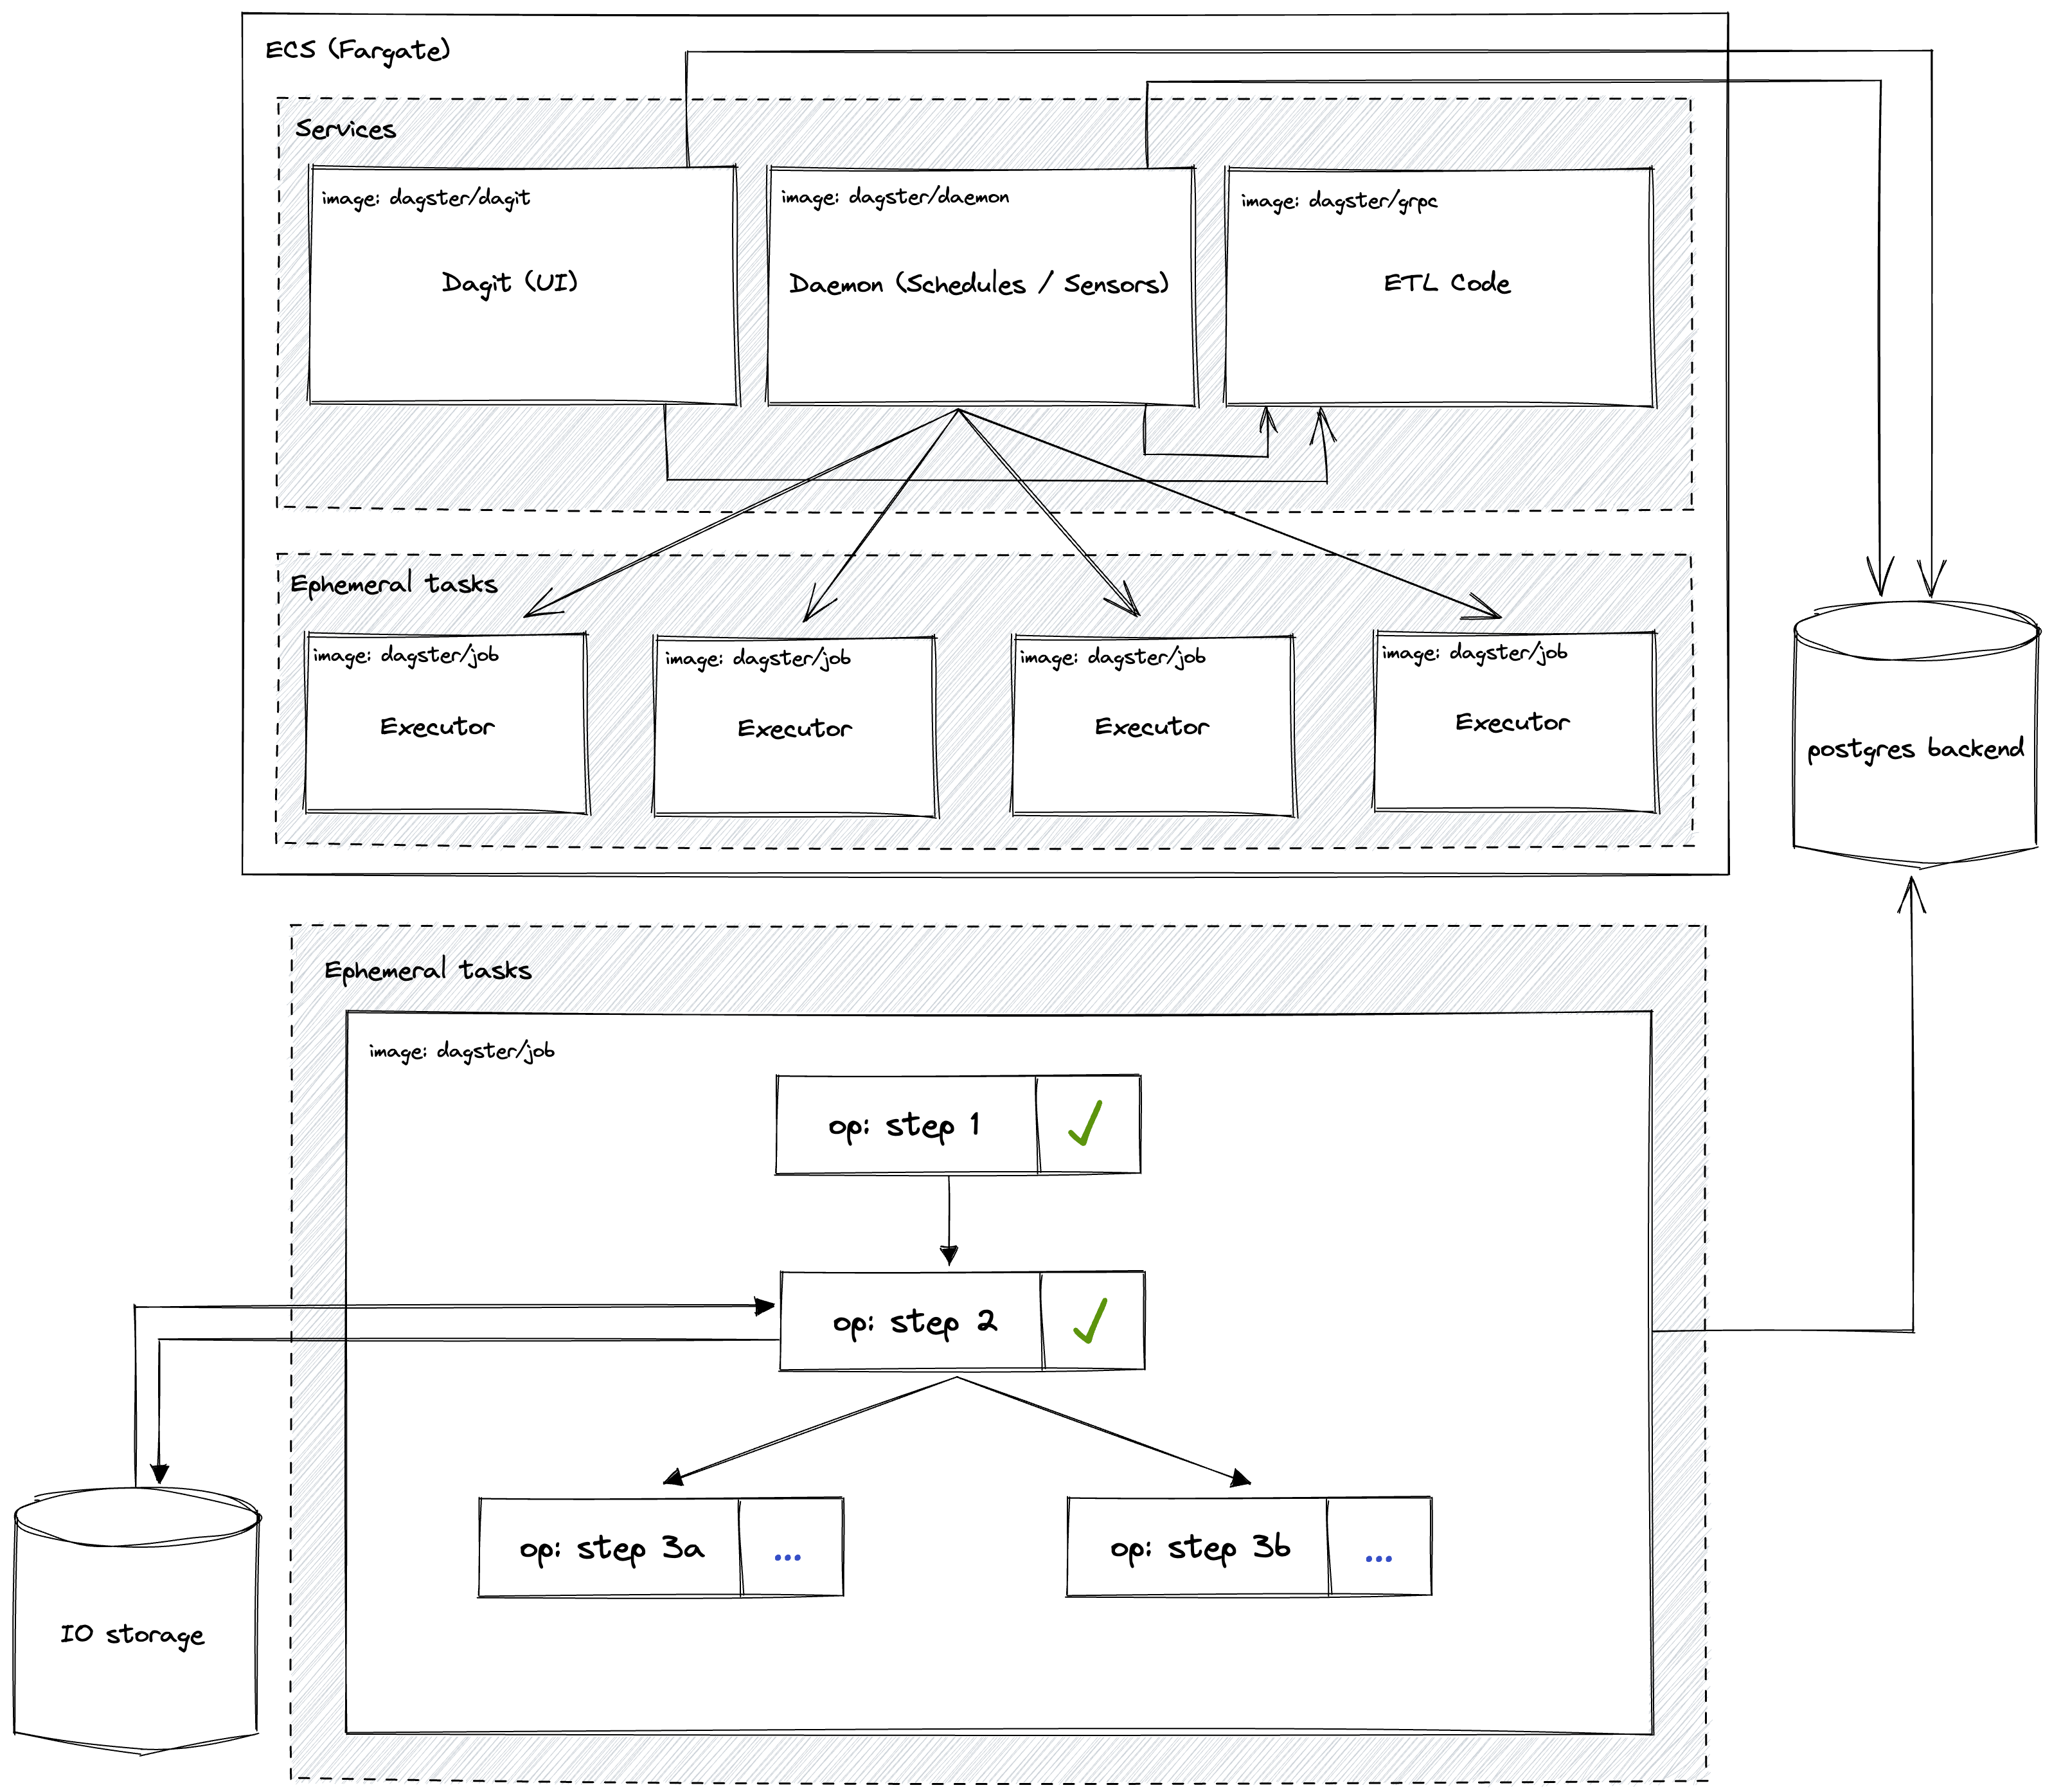 ECS (Fargate)
Services
image: dagster/dagit
Dagit (UI)
image: dagster/daemon
Daemon (Schedules / Sensors)
image: dagster/grpc
ETL Code
Ephemeral tasks
image: dagster/job
Executor
image: dagster/job
Executor
image: dagster/job
Executor
image: dagster/job
Executor
postgres backend
Ephemeral tasks
image: dagster/job
op: step 1
op: step 2
op: step 3a
...
op: step 3b
...
IO storage